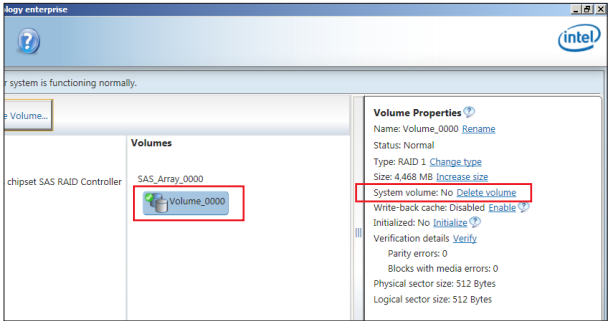 ology enterprise
?
intel
r system is functioning normally.
e Volume...
Volumes
chipset SAS RAID Controller
SAS_Array_0000
Volume_0000
Volume Properties ?
Name: Volume_0000 Rename
Status: Normal
Type: RAID 1 Change type
Size: 4,468 MB Increase size
System volume: No Delete volume
Write-back cache: Disabled Enable ?
Initialized: No Initialize ?
Verification details Verify
Parity errors: 0
Blocks with media errors: 0
Physical sector size: 512 Bytes
Logical sector size: 512 Bytes